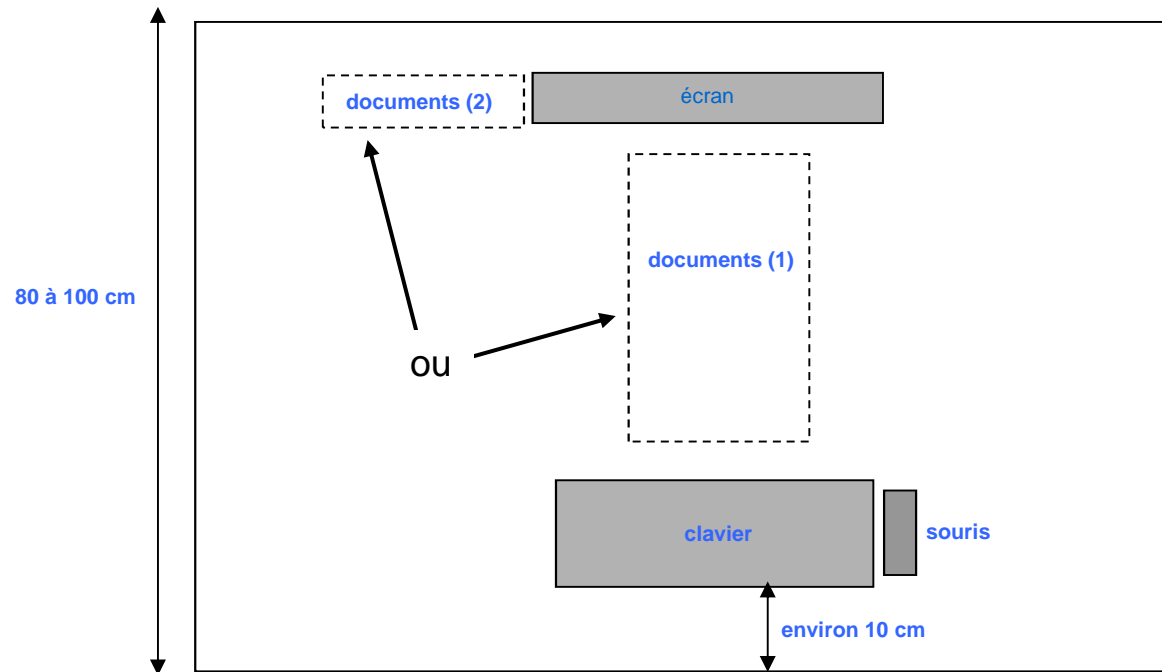 documents (2)
écran
documents (1)
80 à 100 cm
ou
clavier
souris
environ 10 cm